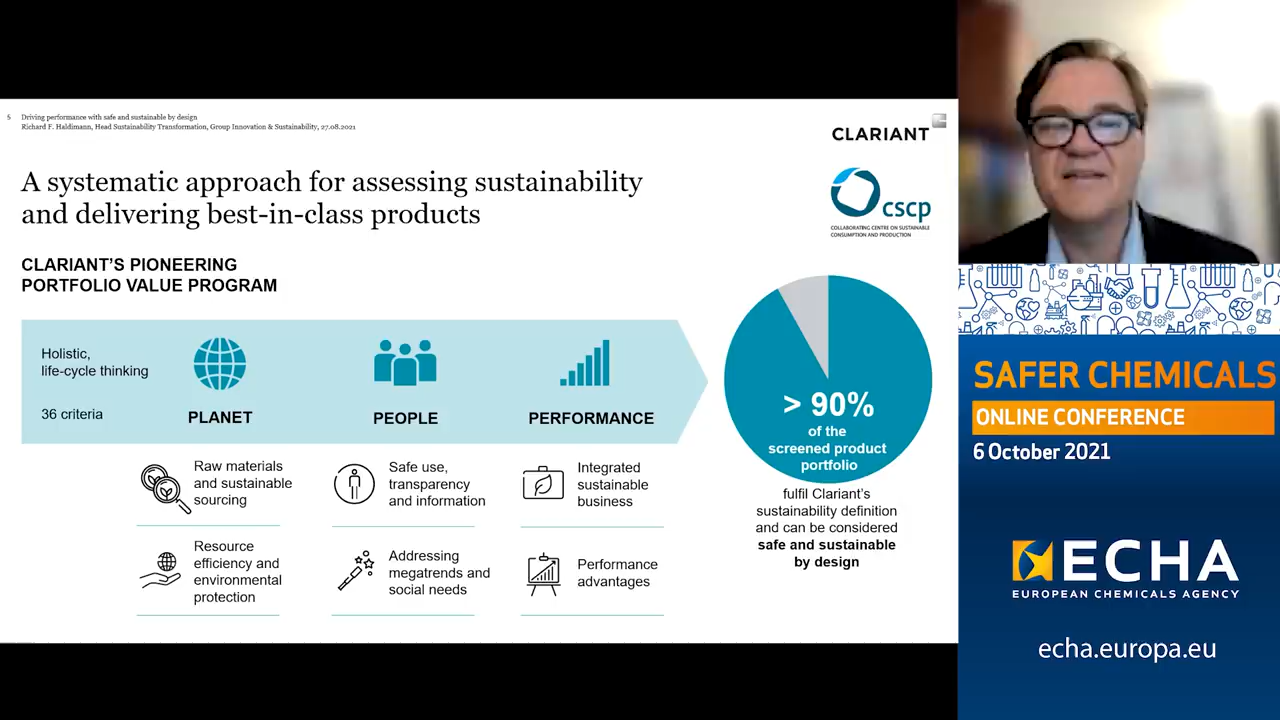 5 Driving performance with safe and sustainable by design
Richard F. Haldimann, Head Sustainability Transformation, Group Innovation & Sustainability, 27.08.2021
CLARIANT
A systematic approach for assessing sustainability
and delivering best-in-class products
cscp
COLLABORATING CENTRE ON SUSTAINABLE
CONSUMPTION AND PRODUCTION
CLARIANT'S PIONEERING
PORTFOLIO VALUE PROGRAM
Holistic,
life-cycle thinking
36 criteria
PLANET
PEOPLE
PERFORMANCE
Raw materials
and sustainable
sourcing
Safe use,
transparency
and information
Integrated
sustainable
business
Resource
efficiency and
environmental
protection
Addressing
megatrends and
social needs
Performance
advantages
> 90%
of the
screened product
portfolio
fulfil Clariant's
sustainability definition
and can be considered
safe and sustainable
by design
SAFER CHEMICALS
ONLINE CONFERENCE
6 October 2021
ECHA
EUROPEAN CHEMICALS AGENCY
echa.europa.eu